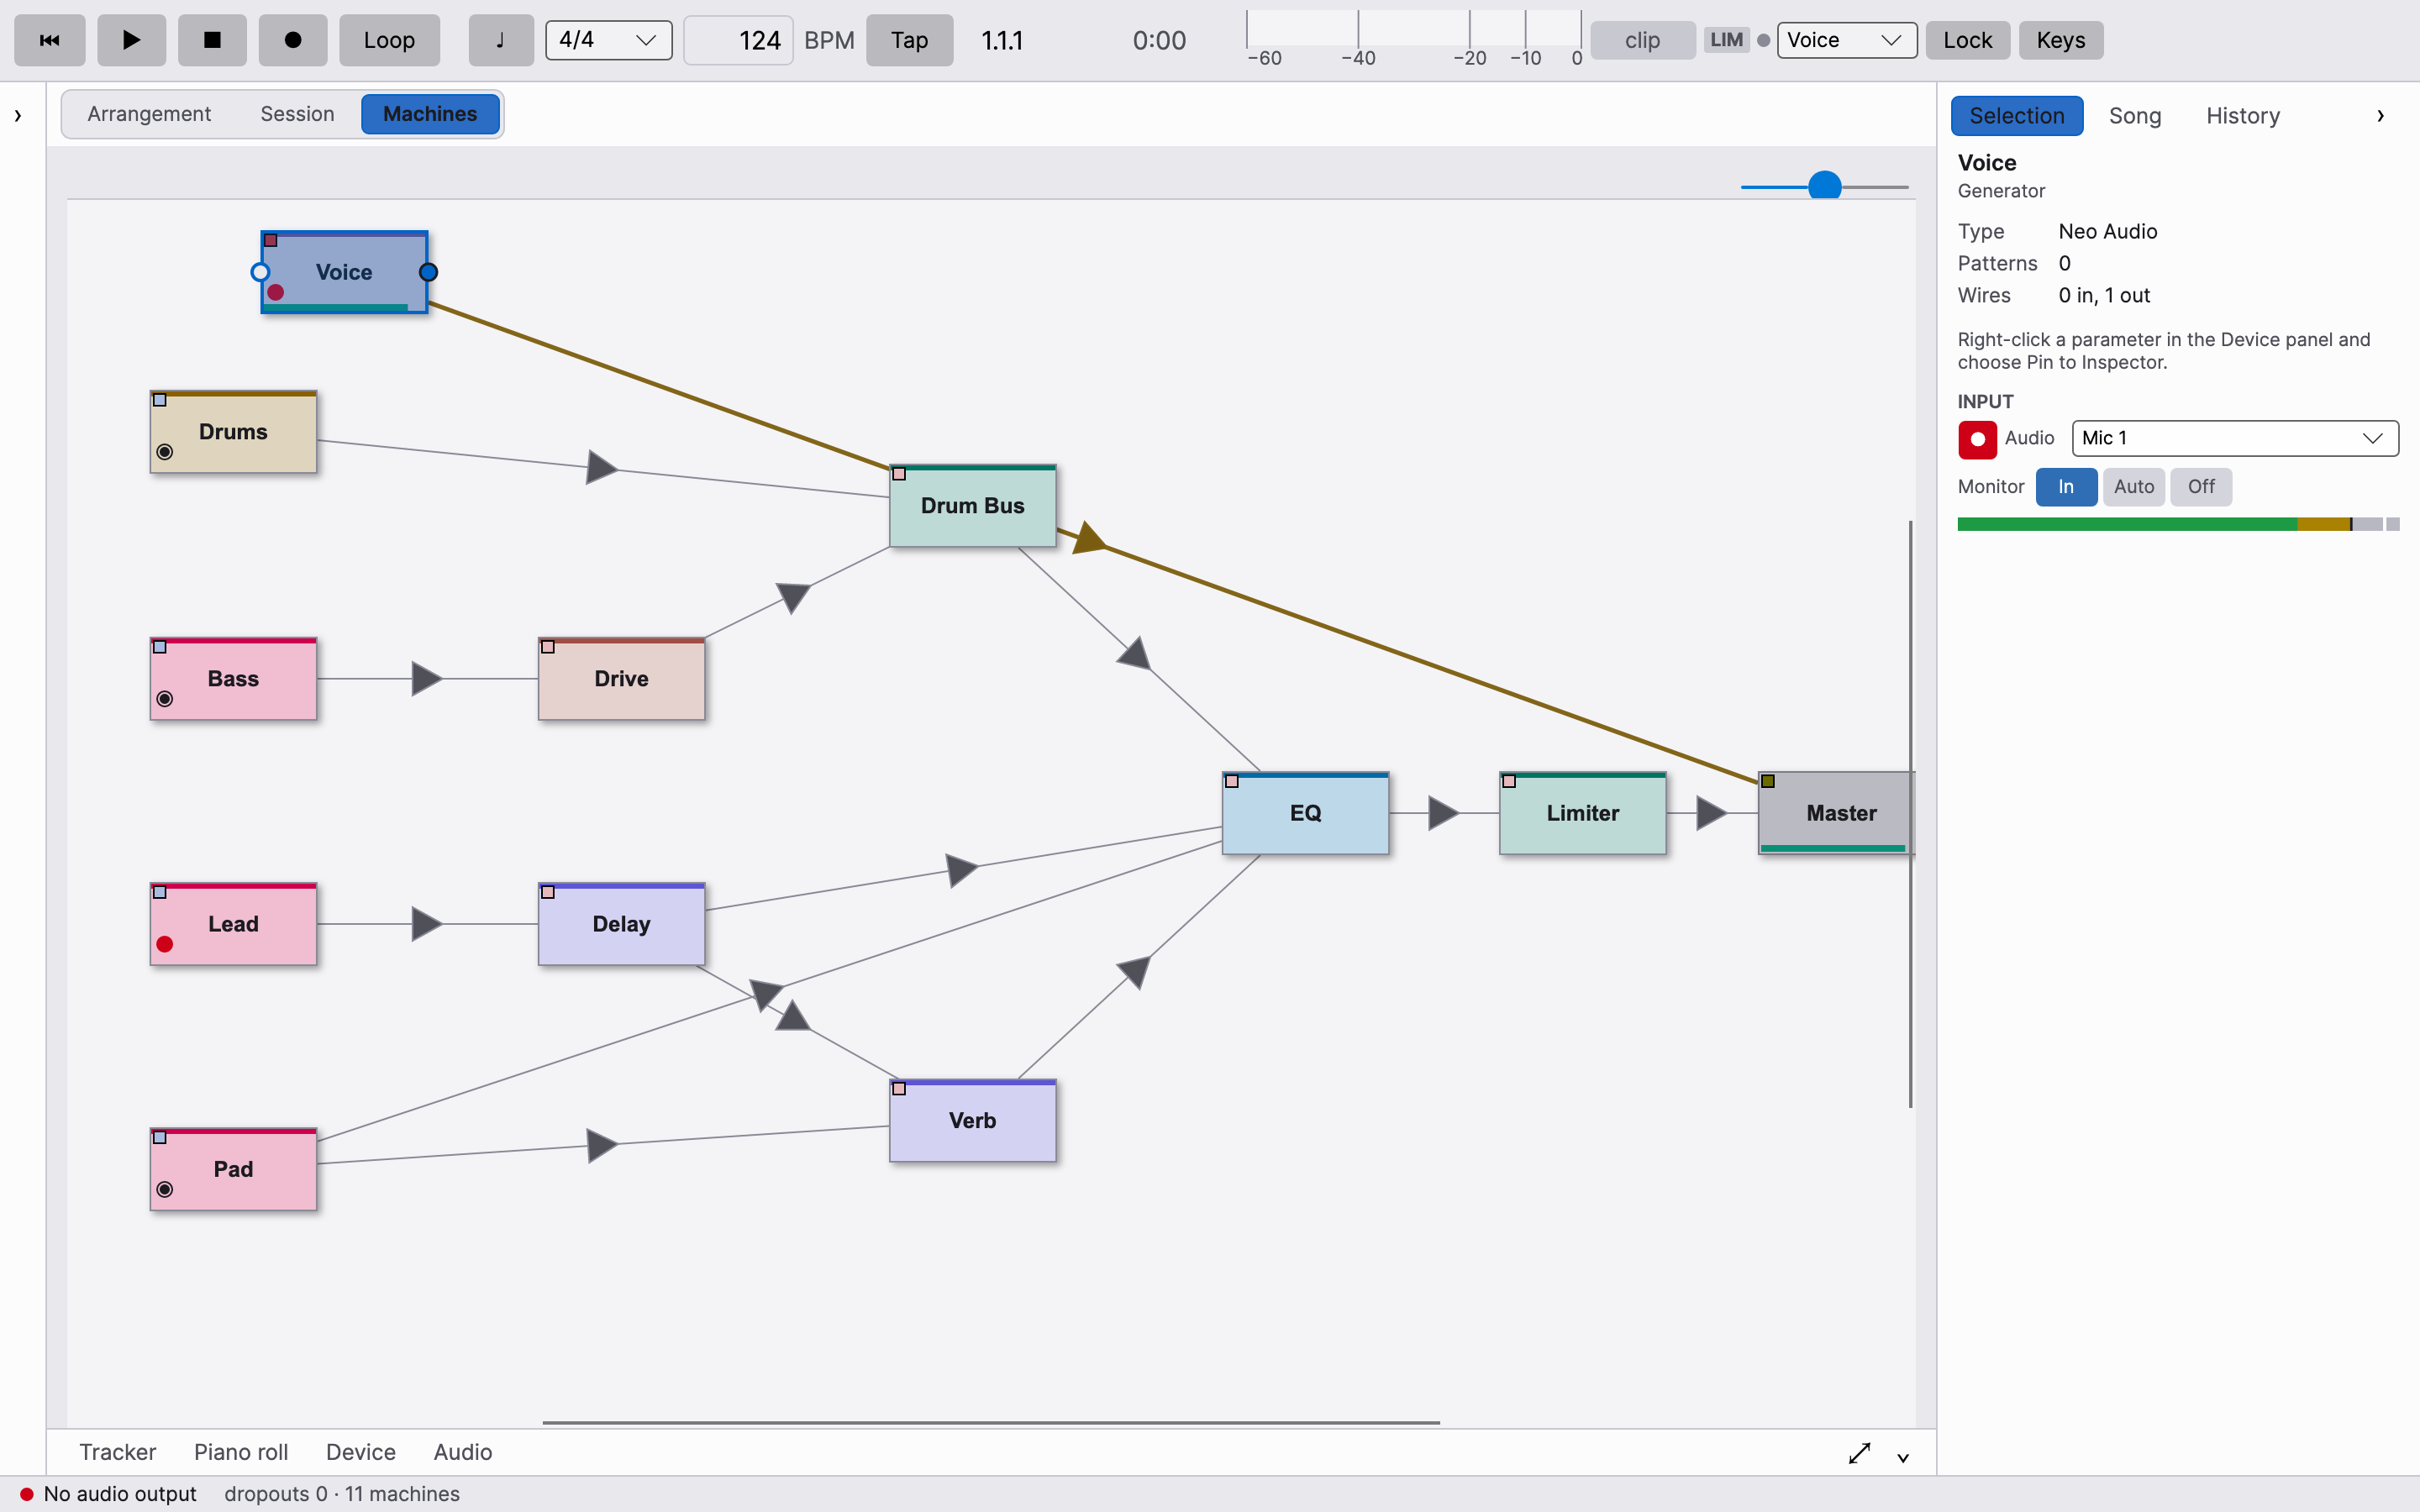 Loop
4/4
124 BPM
Tap
1.1.1
0:00
−60 −40 −20 −10 0
clip
LIM
Voice
Lock
Keys
Arrangement Session Machines
Selection Song History
Voice
Generator
Type Neo Audio
Patterns 0
Wires 0 in, 1 out
Right-click a parameter in the Device panel and
choose Pin to Inspector.
INPUT
Audio Mic 1
Monitor In Auto Off
Voice
Drums
Drum Bus
Bass
Drive
EQ
Limiter
Master
Lead
Delay
Verb
Pad
Tracker Piano roll Device Audio
No audio output dropouts 0 · 11 machines